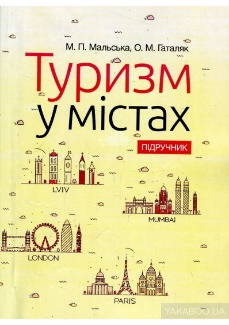 М. П. Мальська, О. М. Гаталяк
Туризм
у містах
ПІДРУЧНИК
LVIV
MUMBAI
LONDON
PARIS
YAKABOO.UA